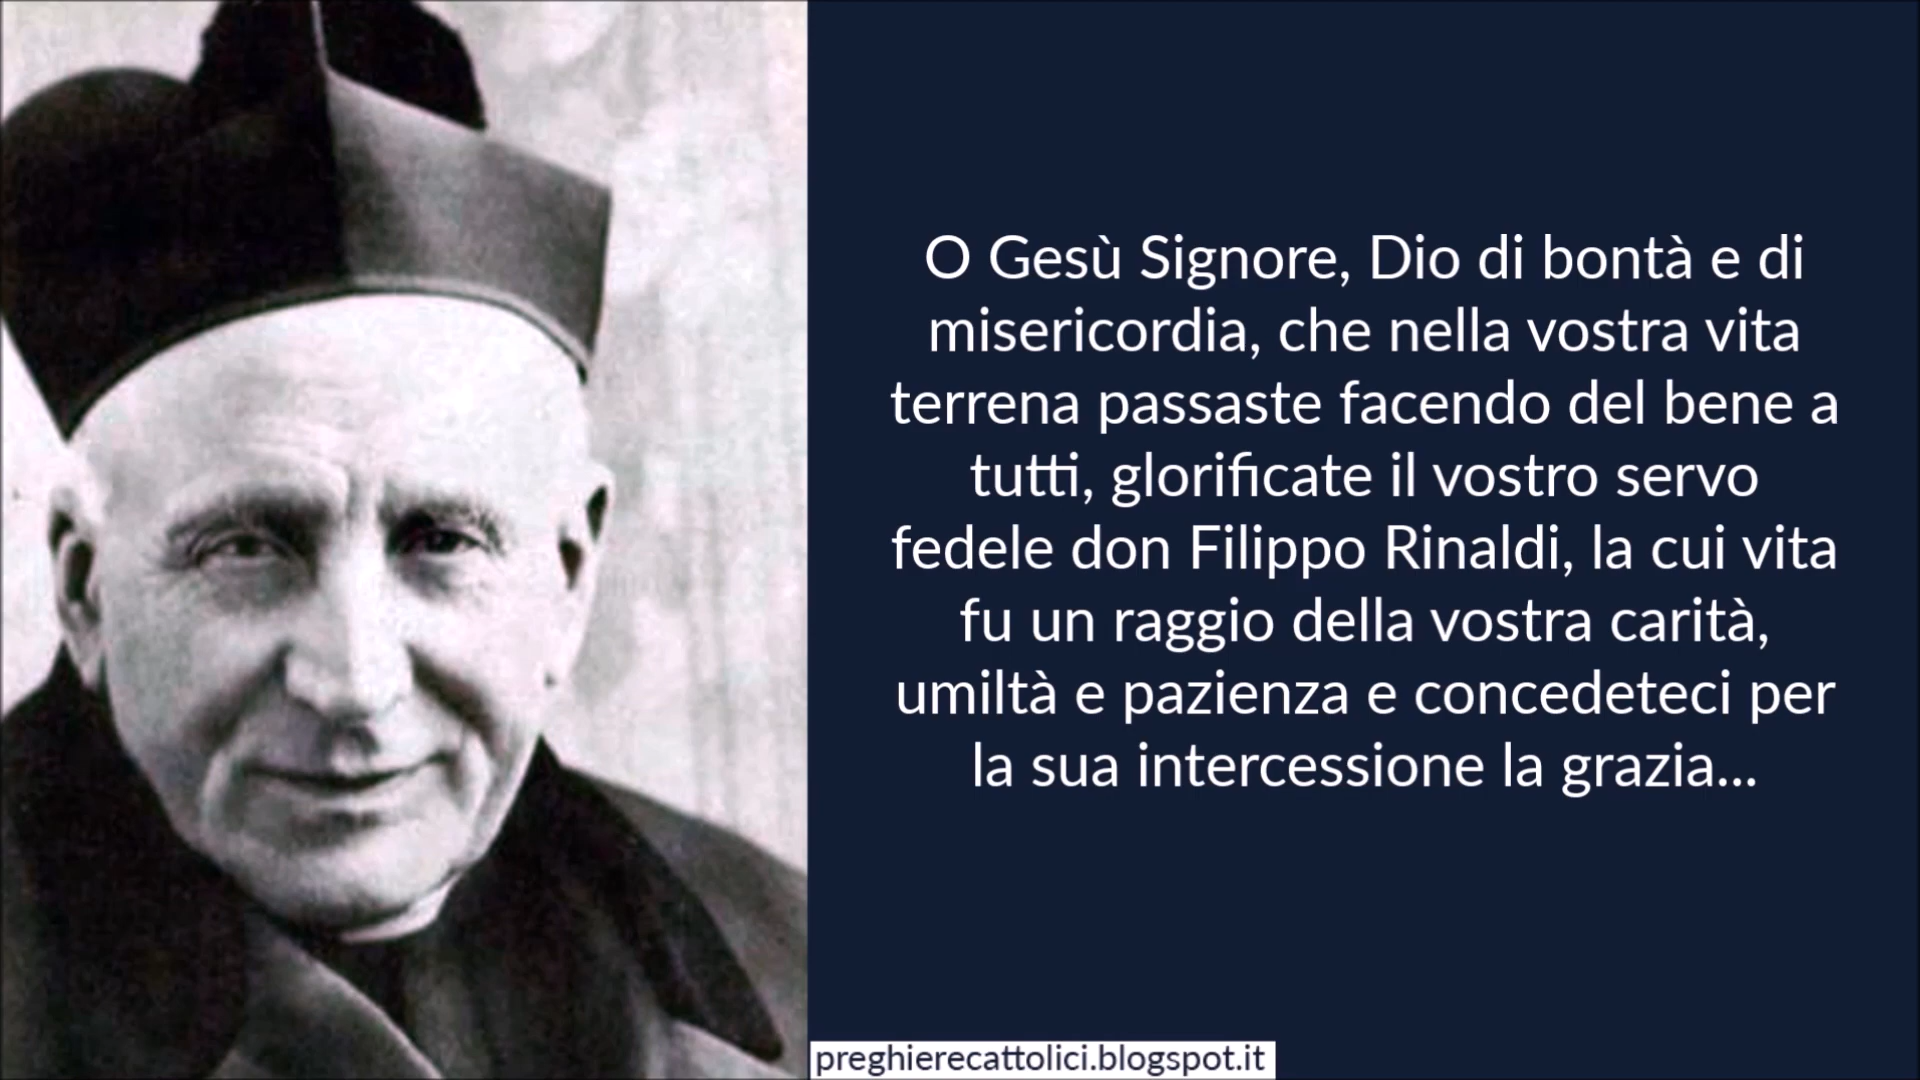 O Gesù Signore, Dio di bontà e di
misericordia, che nella vostra vita
terrena passaste facendo del bene a
tutti, glorificate il vostro servo
fedele don Filippo Rinaldi, la cui vita
fu un raggio della vostra carità,
umiltà e pazienza e concedeteci per
la sua intercessione la grazia...
preghierecattolici.blogspot.it